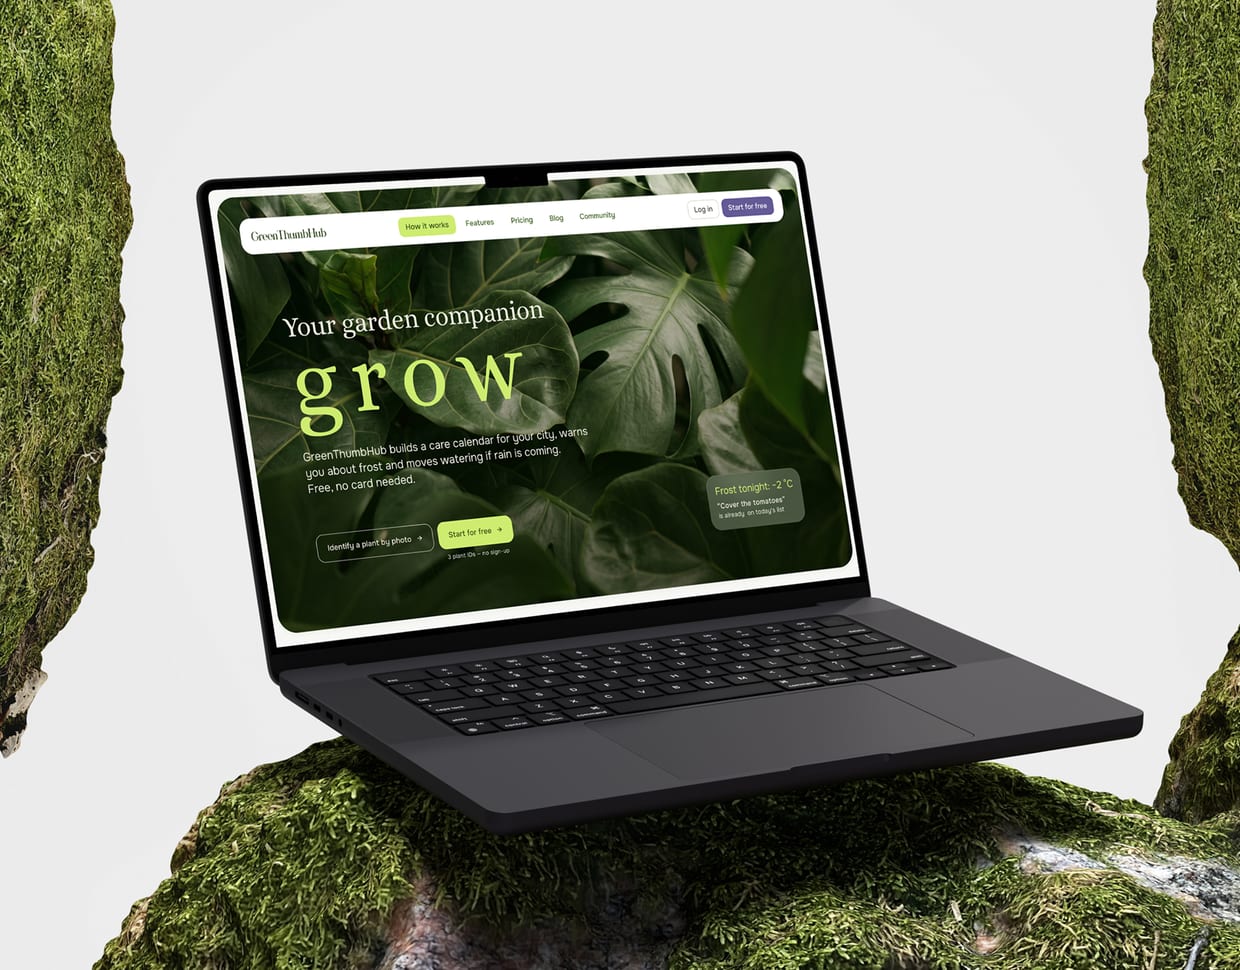 GreenThumbHub
How it works
Features
Pricing
Blog
Community
Log in
Start for free
Your garden companion
grow
GreenThumbHub builds a care calendar for your city, warns
you about frost and moves watering if rain is coming.
Free, no card needed.
Identify a plant by photo →
Start for free →
3 plant IDs — no sign-up
Frost tonight: -2 °C
"Cover the tomatoes"
is already on today's list